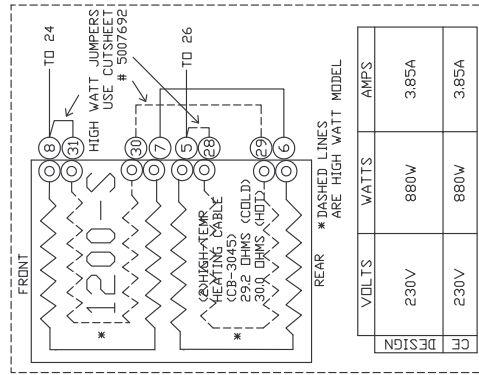 FRONT
1200-S
*
*
(2)HIGH TEMP
HEATING CABLE
(CB-3045)
29.2 OHMS (COLD)
30.0 OHMS (HOT)
REAR
8
31
30
7
5
28
29
6
TO 24
HIGH WATT JUMPERS
USE CUTSHEET
# 5007692
TO 26
* DASHED LINES
ARE HIGH WATT MODEL
VOLTS WATTS AMPS
DESIGN 230V 880W 3.85A
CE 230V 880W 3.85A